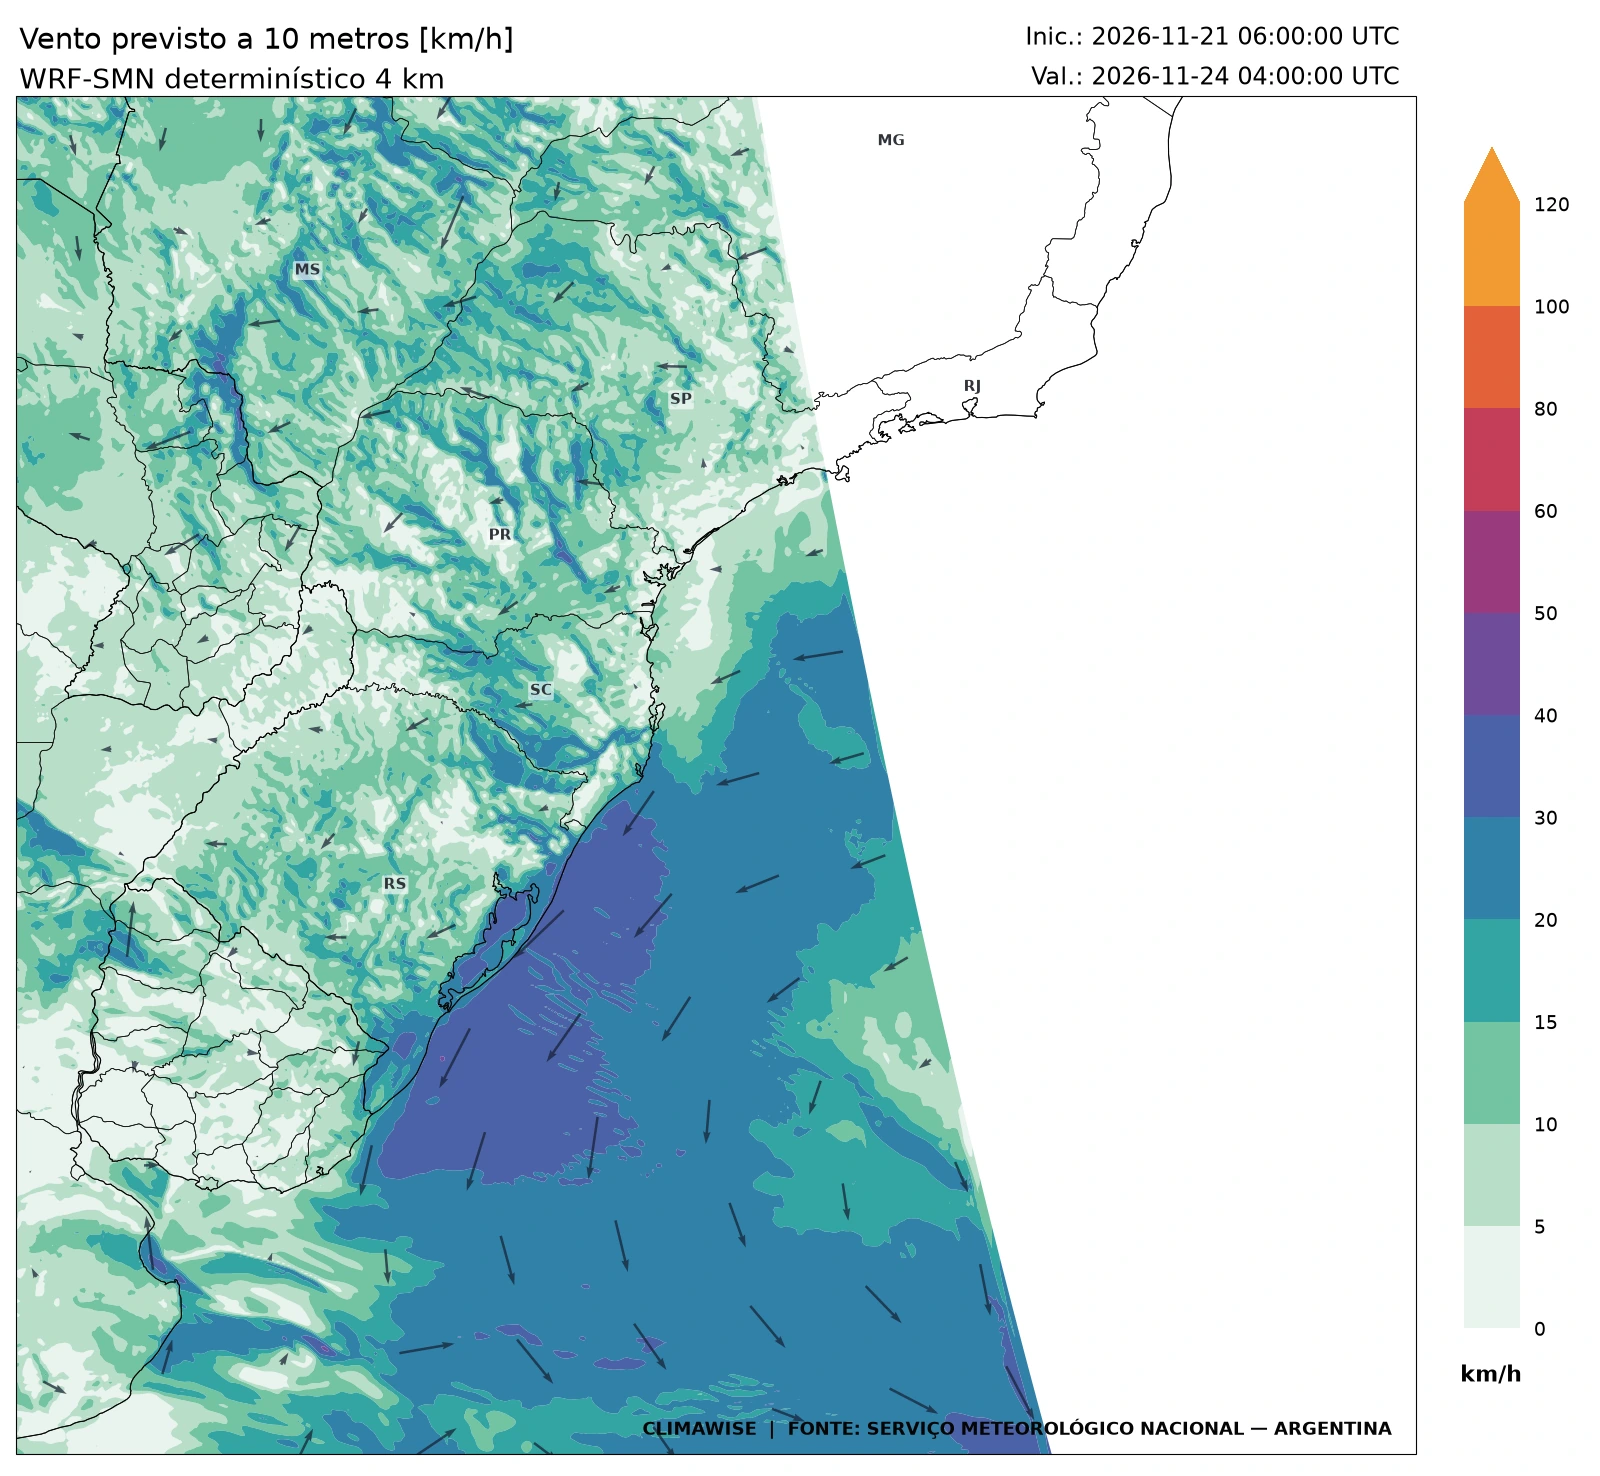 Vento previsto a 10 metros [km/h]
WRF-SMN determinístico 4 km
Inic.: 2026-11-21 06:00:00 UTC
Val.: 2026-11-24 04:00:00 UTC
MG
MS
RJ
SP
PR
SC
RS
120
100
80
60
50
40
30
20
15
10
5
0
km/h
CLIMAWISE | FONTE: SERVIÇO METEOROLÓGICO NACIONAL — ARGENTINA